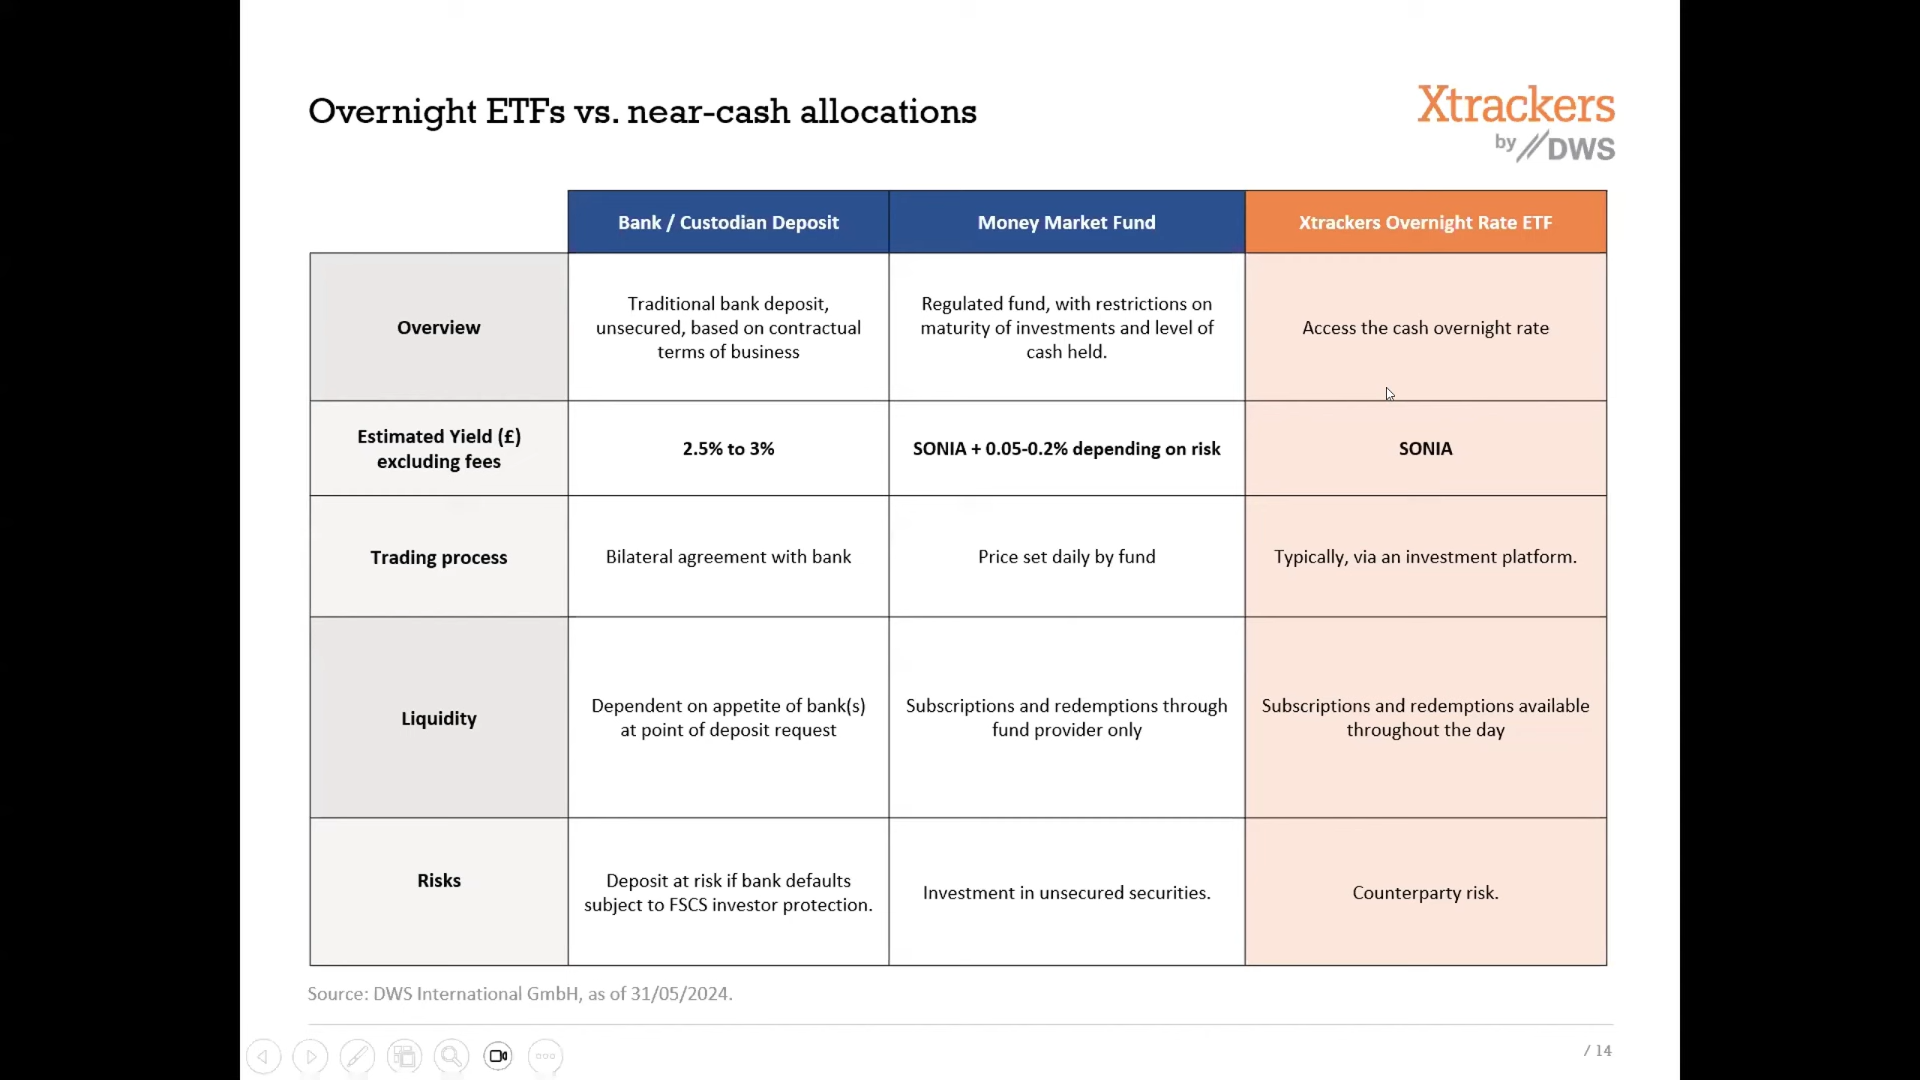 Overnight ETFs vs. near-cash allocations
Xtrackers
by DWS
Bank / Custodian Deposit
Money Market Fund
Xtrackers Overnight Rate ETF
Overview
Traditional bank deposit,
unsecured, based on contractual
terms of business
Regulated fund, with restrictions on
maturity of investments and level of
cash held.
Access the cash overnight rate
Estimated Yield (£)
excluding fees
2.5% to 3%
SONIA + 0.05-0.2% depending on risk
SONIA
Trading process
Bilateral agreement with bank
Price set daily by fund
Typically, via an investment platform.
Liquidity
Dependent on appetite of bank(s)
at point of deposit request
Subscriptions and redemptions through
fund provider only
Subscriptions and redemptions available
throughout the day
Risks
Deposit at risk if bank defaults
subject to FSCS investor protection.
Investment in unsecured securities.
Counterparty risk.
Source: DWS International GmbH, as of 31/05/2024.
/ 14